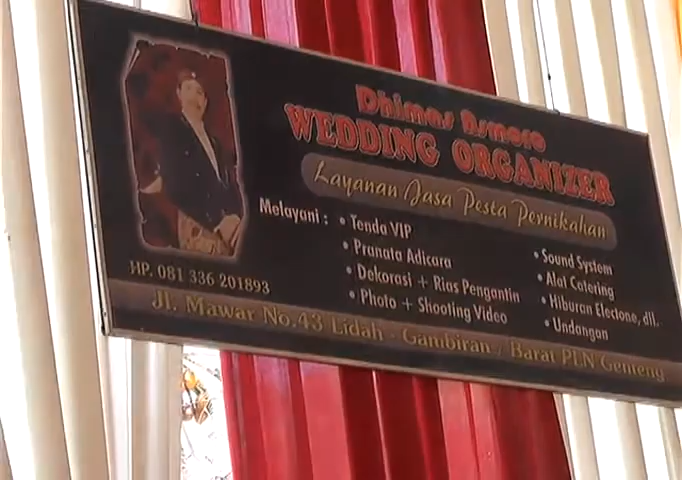 Dhimas Asmoro
WEDDING ORGANIZER
Layanan Jasa Pesta Pernikahan
Melayani : • Tenda VIP
• Pranata Adicara
• Dekorasi + Rias Pengantin
• Photo + Shooting Video
• Sound System
• Alat Catering
• Hiburan Electone, dll.
• Undangan
HP. 081 336 201893
Jl. Mawar No.43 Lidah - Gambiran / Barat PLN Genteng